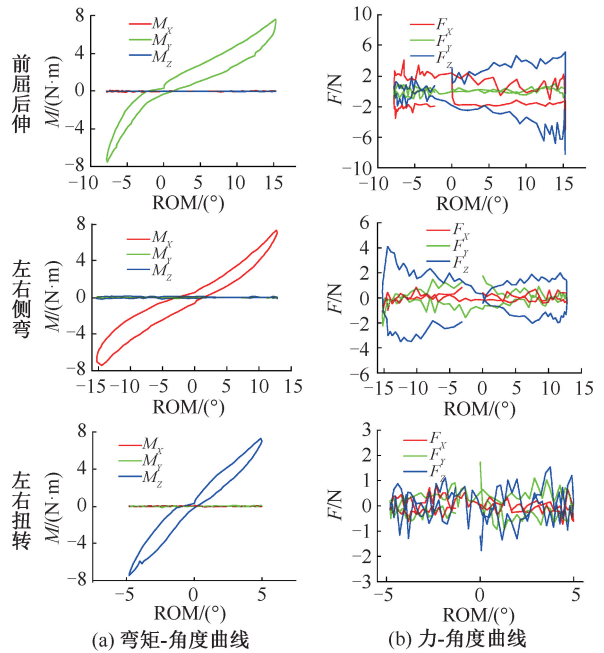 前屈后伸
M/(N·m)
8
4
0
−4
−8
M_X
M_Y
M_Z
−10 −5 0 5 10 15
ROM/(°)
F/N
10
6
2
−2
−6
−10
F_X
F_y
F_Z
−10 −5 0 5 10 15
ROM/(°)
左右侧弯
M/(N·m)
8
4
0
−4
−8
M_X
M_Y
M_Z
−15 −10 −5 0 5 10 15
ROM/(°)
F/N
6
4
2
0
−2
−4
−6
F_X
F_y
F_z
−15 −10 −5 0 5 10 15
ROM/(°)
左右扭转
M/(N·m)
8
4
0
−4
−8
M_X
M_Y
M_Z
−5 0 5
ROM/(°)
F/N
3
2
1
0
−1
−2
−3
F_X
F_Y
F_z
−5 0 5
ROM/(°)
(a) 弯矩-角度曲线
(b) 力-角度曲线